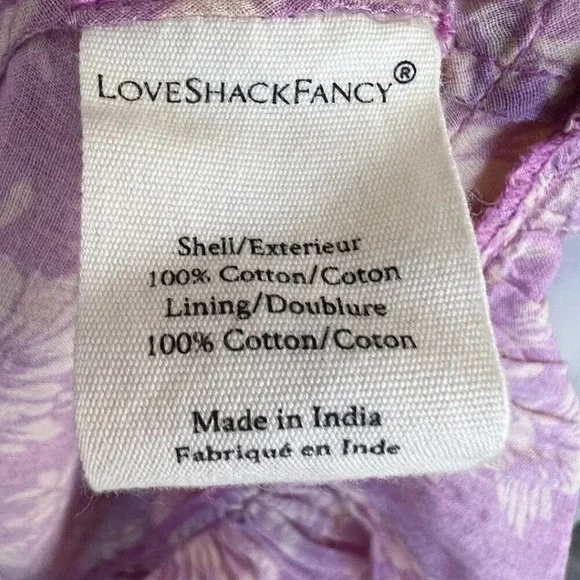 LOVESHACKFANCY®
Shell/Exterieur
100% Cotton/Coton
Lining/Doublure
100% Cotton/Coton
Made in India
Fabriqué en Inde